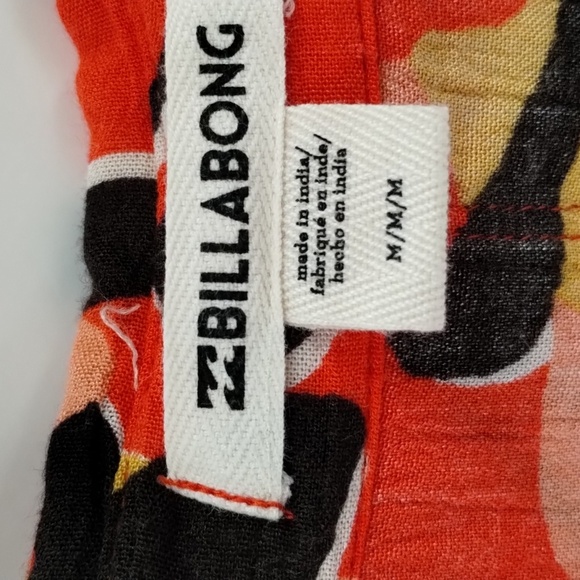 BILLABONG
made in india/
fabriqué en inde/
hecho en india
M/M/M